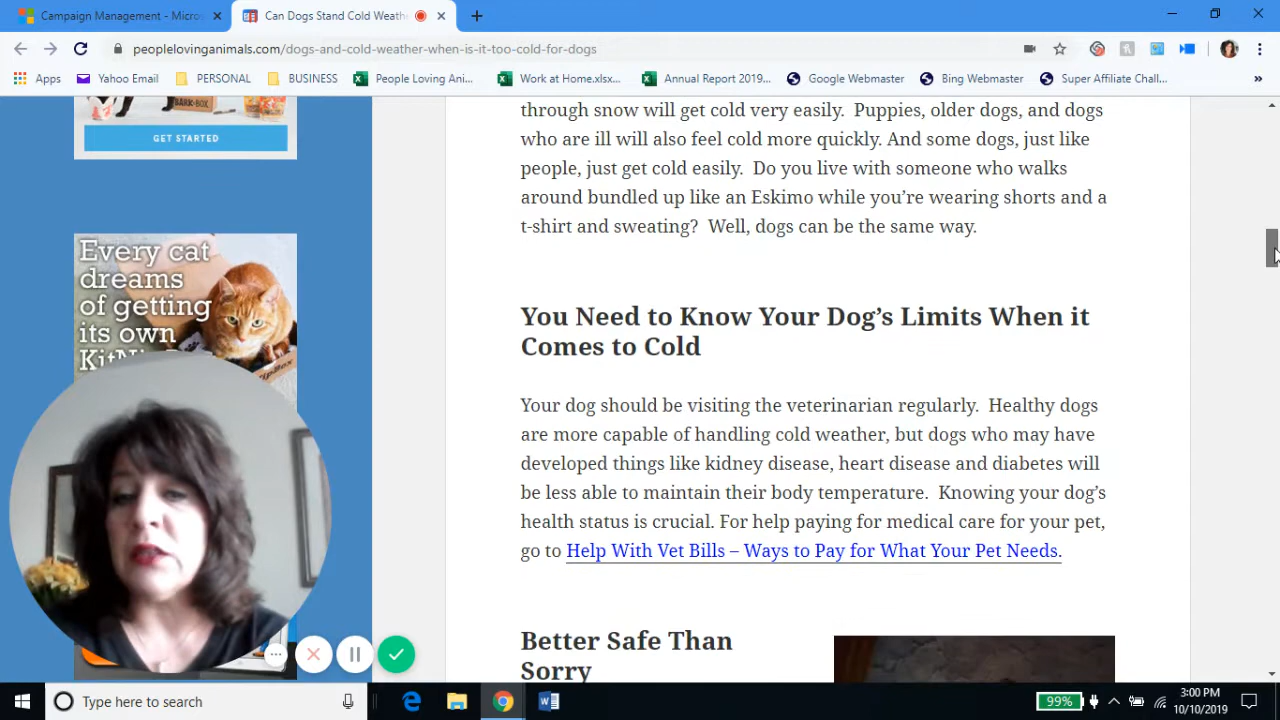 Campaign Management - Micros
Can Dogs Stand Cold Weathe
peoplelovinganimals.com/dogs-and-cold-weather-when-is-it-too-cold-for-dogs
Apps Yahoo Email PERSONAL BUSINESS People Loving Ani... Work at Home.xlsx... Annual Report 2019... Google Webmaster Bing Webmaster Super Affiliate Chall... »
BARK BOX
GET STARTED
Every cat
dreams
of getting
its own
through snow will get cold very easily. Puppies, older dogs, and dogs
who are ill will also feel cold more quickly. And some dogs, just like
people, just get cold easily. Do you live with someone who walks
around bundled up like an Eskimo while you’re wearing shorts and a
t-shirt and sweating? Well, dogs can be the same way.
You Need to Know Your Dog’s Limits When it
Comes to Cold
Your dog should be visiting the veterinarian regularly. Healthy dogs
are more capable of handling cold weather, but dogs who may have
developed things like kidney disease, heart disease and diabetes will
be less able to maintain their body temperature. Knowing your dog’s
health status is crucial. For help paying for medical care for your pet,
go to Help With Vet Bills – Ways to Pay for What Your Pet Needs.
Better Safe Than
Sorry
Type here to search
99%
3:00 PM
10/10/2019